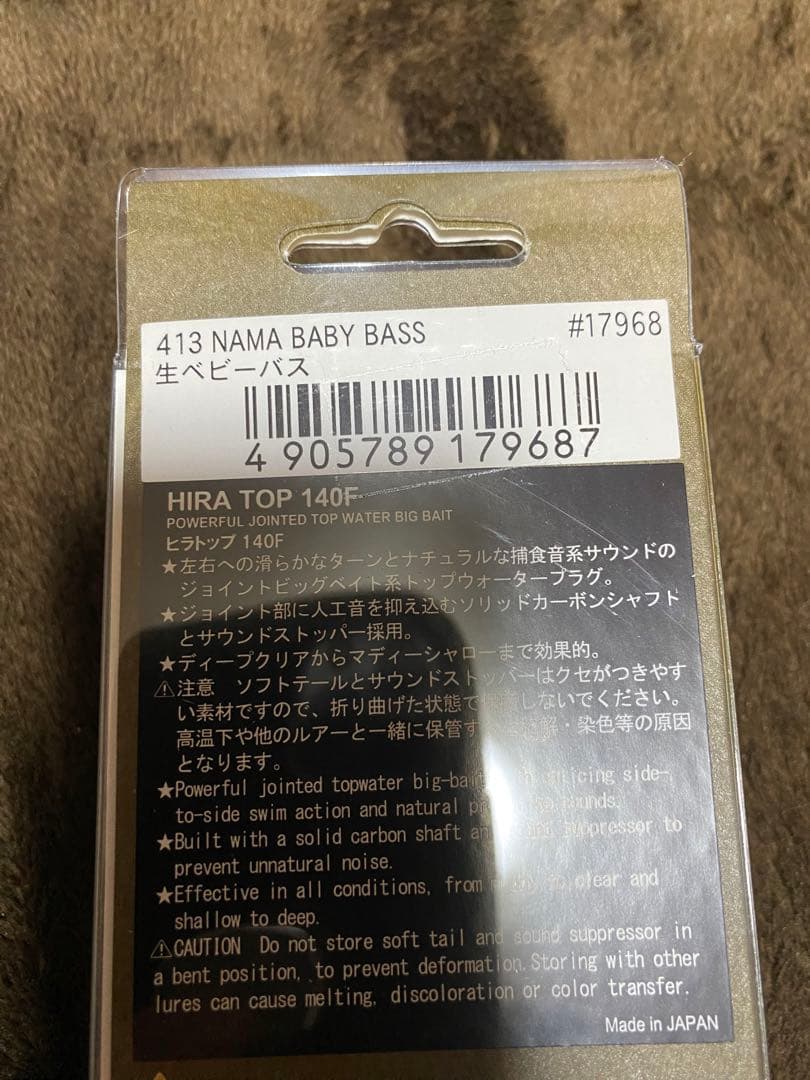 413 NAMA BABY BASS #17968
生ベビーバス
4 905789 179687
HIRA TOP 140F
POWERFUL JOINTED TOP WATER BIG BAIT
ヒラトップ 140F
★左右への滑らかなターンとナチュラルな捕食音系サウンドの
ジョイントビッグベイト系トップウォータープラグ。
★ジョイント部に人工音を抑え込むソリッドカーボンシャフト
とサウンドストッパー採用。
★ディープクリアからマディーシャローまで効果的。
⚠注意 ソフトテールとサウンドストッパーはクセがつきやす
い素材ですので、折り曲げた状態で しないでください。
高温下や他のルアーと一緒に保管す 解・染色等の原因
となります。
★Powerful jointed topwater big-bait side-
to-side swim action and natural sounds.
★Built with a solid carbon shaft and suppressor to
prevent unnatural noise.
★Effective in all conditions, from to clear and
shallow to deep.
⚠CAUTION Do not store soft tail and sound suppressor in
a bent position, to prevent deformation. Storing with other
lures can cause melting, discoloration or color transfer.
Made in JAPAN